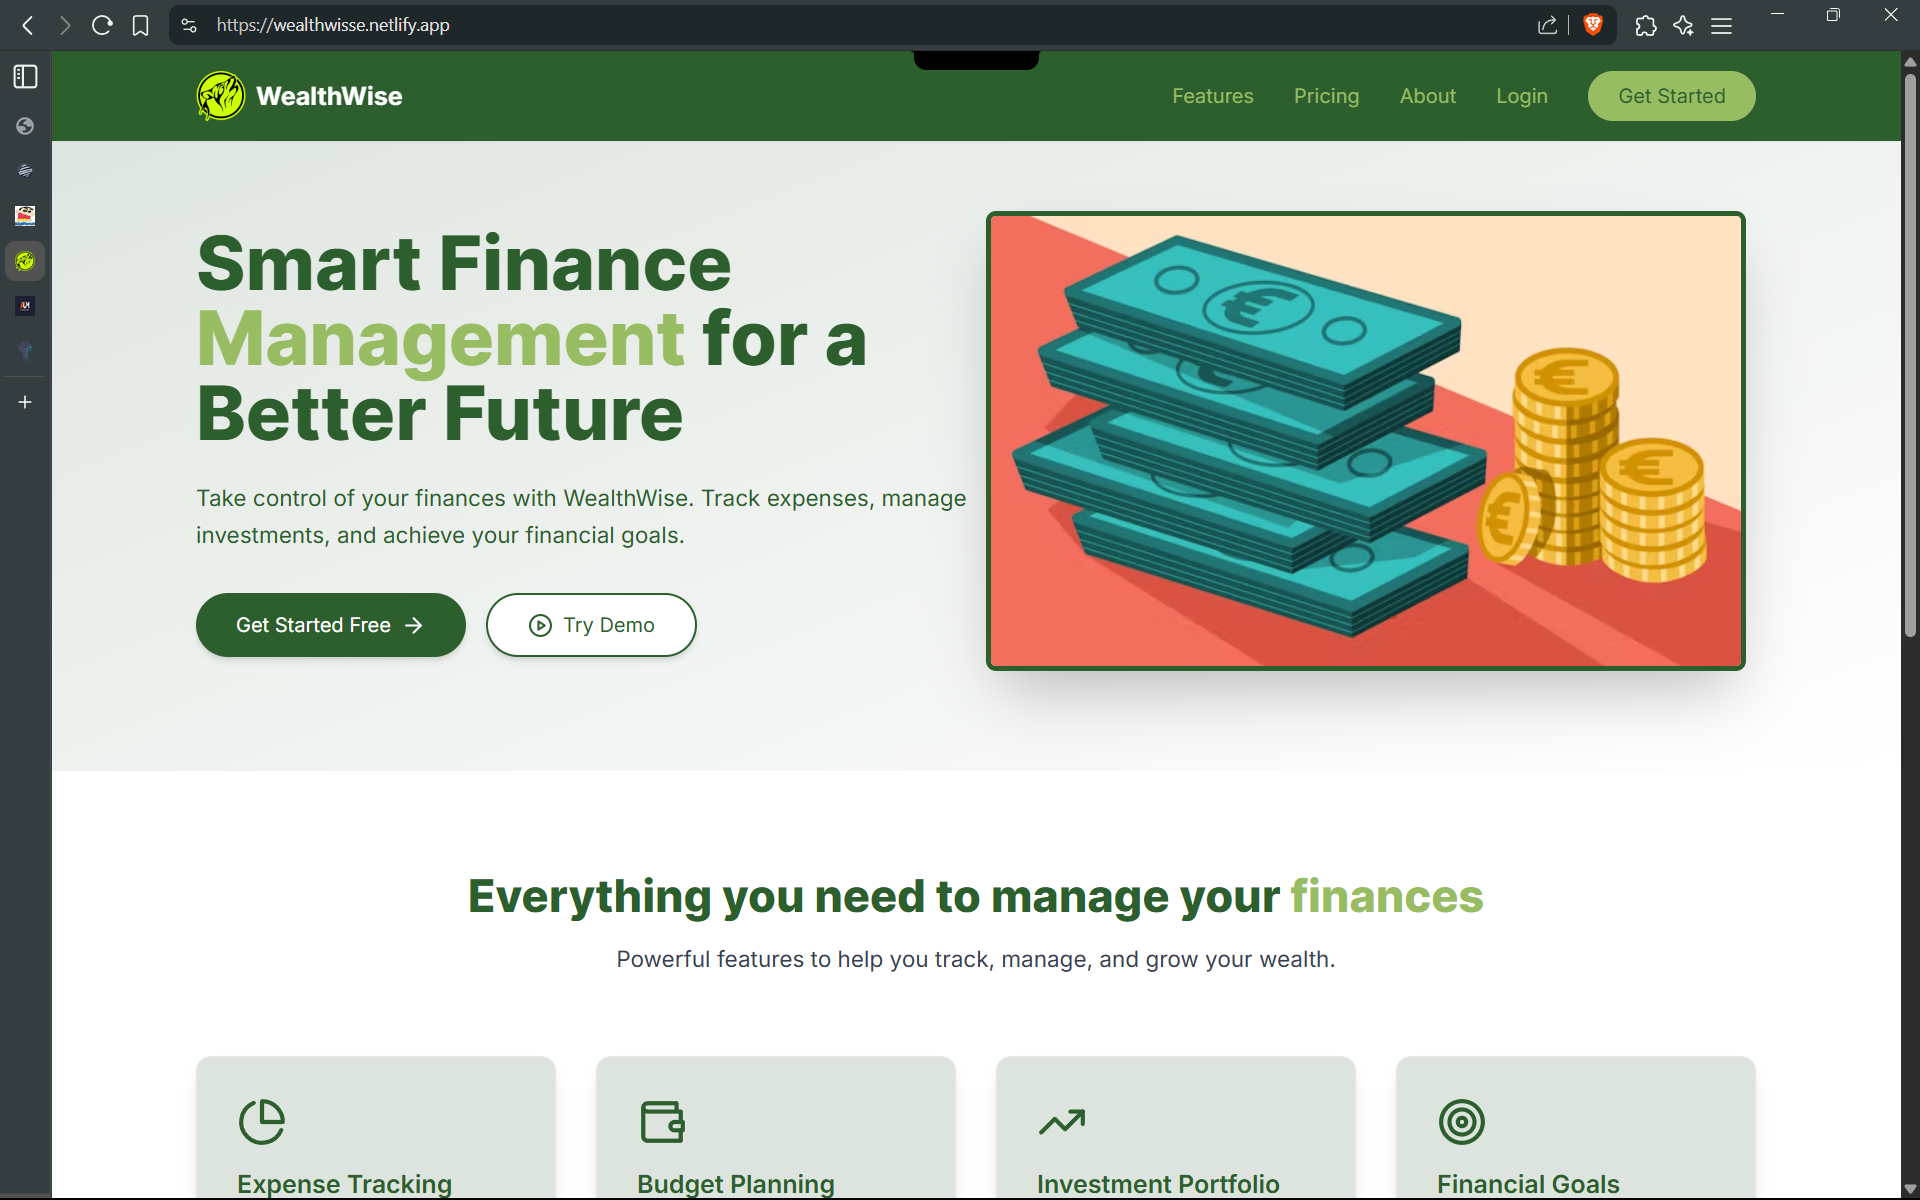 https://wealthwisse.netlify.app
WealthWise
Features
Pricing
About
Login
Get Started
Smart Finance
Management for a
Better Future
Take control of your finances with WealthWise. Track expenses, manage
investments, and achieve your financial goals.
Get Started Free
Try Demo
Everything you need to manage your finances
Powerful features to help you track, manage, and grow your wealth.
Expense Tracking
Budget Planning
Investment Portfolio
Financial Goals